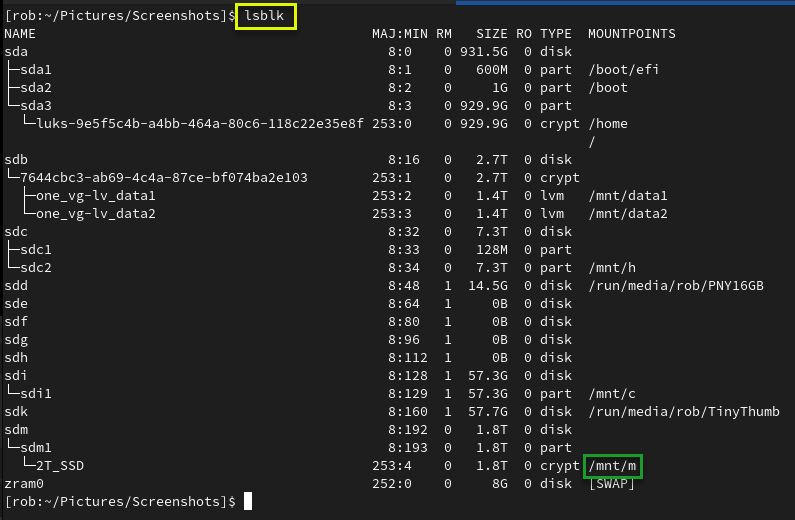 [rob:~/Pictures/Screenshots]$ lsblk
NAME MAJ:MIN RM SIZE RO TYPE MOUNTPOINTS
sda 8:0 0 931.5G 0 disk
├─sda1 8:1 0 600M 0 part /boot/efi
├─sda2 8:2 0 1G 0 part /boot
└─sda3 8:3 0 929.9G 0 part
└─luks-9e5f5c4b-a4bb-464a-80c6-118c22e35e8f 253:0 0 929.9G 0 crypt /home
/
sdb 8:16 0 2.7T 0 disk
└─7644cbc3-ab69-4c4a-87ce-bf074ba2e103 253:1 0 2.7T 0 crypt
├─one_vg-lv_data1 253:2 0 1.4T 0 lvm /mnt/data1
└─one_vg-lv_data2 253:3 0 1.4T 0 lvm /mnt/data2
sdc 8:32 0 7.3T 0 disk
├─sdc1 8:33 0 128M 0 part
└─sdc2 8:34 0 7.3T 0 part /mnt/h
sdd 8:48 1 14.5G 0 disk /run/media/rob/PNY16GB
sde 8:64 1 0B 0 disk
sdf 8:80 1 0B 0 disk
sdg 8:96 1 0B 0 disk
sdh 8:112 1 0B 0 disk
sdi 8:128 1 57.3G 0 disk
└─sdi1 8:129 1 57.3G 0 part /mnt/c
sdk 8:160 1 57.7G 0 disk /run/media/rob/TinyThumb
sdm 8:192 0 1.8T 0 disk
└─sdm1 8:193 0 1.8T 0 part
└─2T_SSD 253:4 0 1.8T 0 crypt /mnt/m
zram0 252:0 0 8G 0 disk [SWAP]
[rob:~/Pictures/Screenshots]$